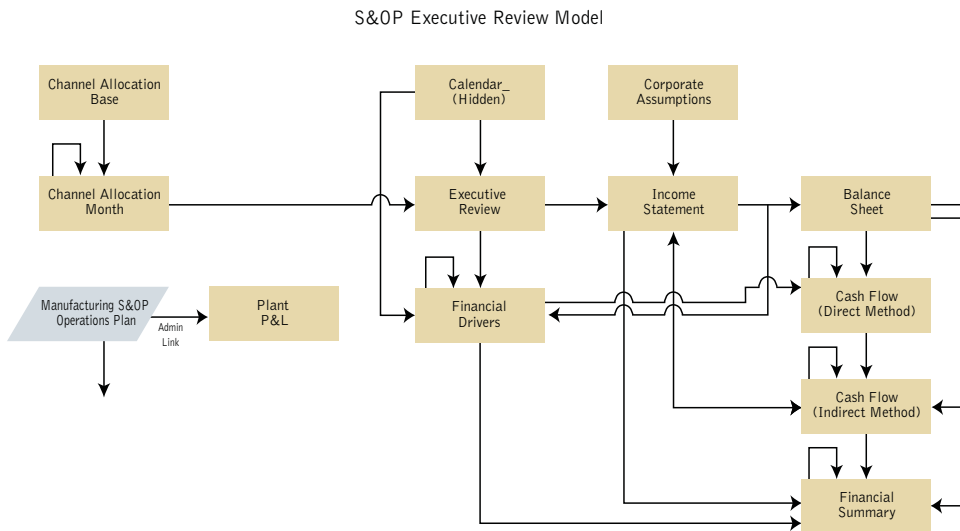 S&OP Executive Review Model
Channel Allocation
Base
Calendar_
(Hidden)
Corporate
Assumptions
Channel Allocation
Month
Executive
Review
Income
Statement
Balance
Sheet
Manufacturing S&OP
Operations Plan
Admin
Link
Plant
P&L
Financial
Drivers
Cash Flow
(Direct Method)
Cash Flow
(Indirect Method)
Financial
Summary